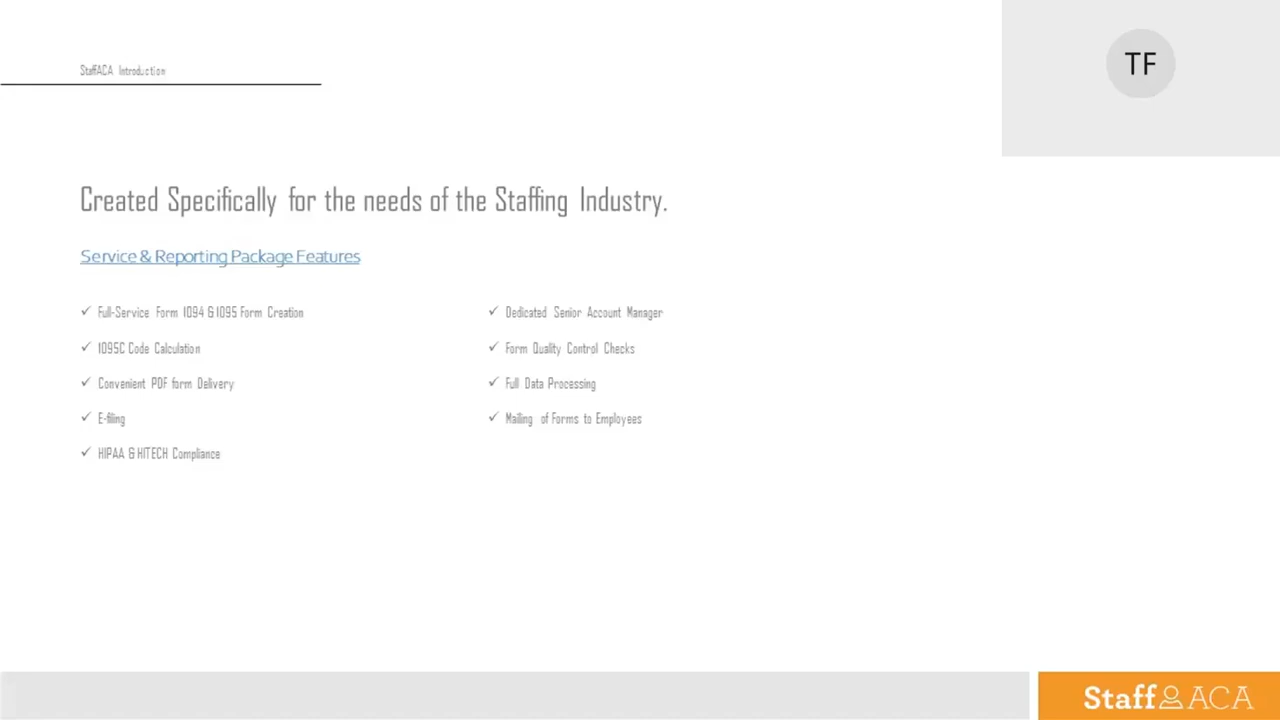 StaffACA Introduction
TF
Created Specifically for the needs of the Staffing Industry.
Service & Reporting Package Features
✓ Full-Service Form 1094 & 1095 Form Creation
✓ 1095C Code Calculation
✓ Convenient PDF form Delivery
✓ E-filing
✓ HIPAA & HITECH Compliance
✓ Dedicated Senior Account Manager
✓ Form Quality Control Checks
✓ Full Data Processing
✓ Mailing of Forms to Employees
Staff ACA